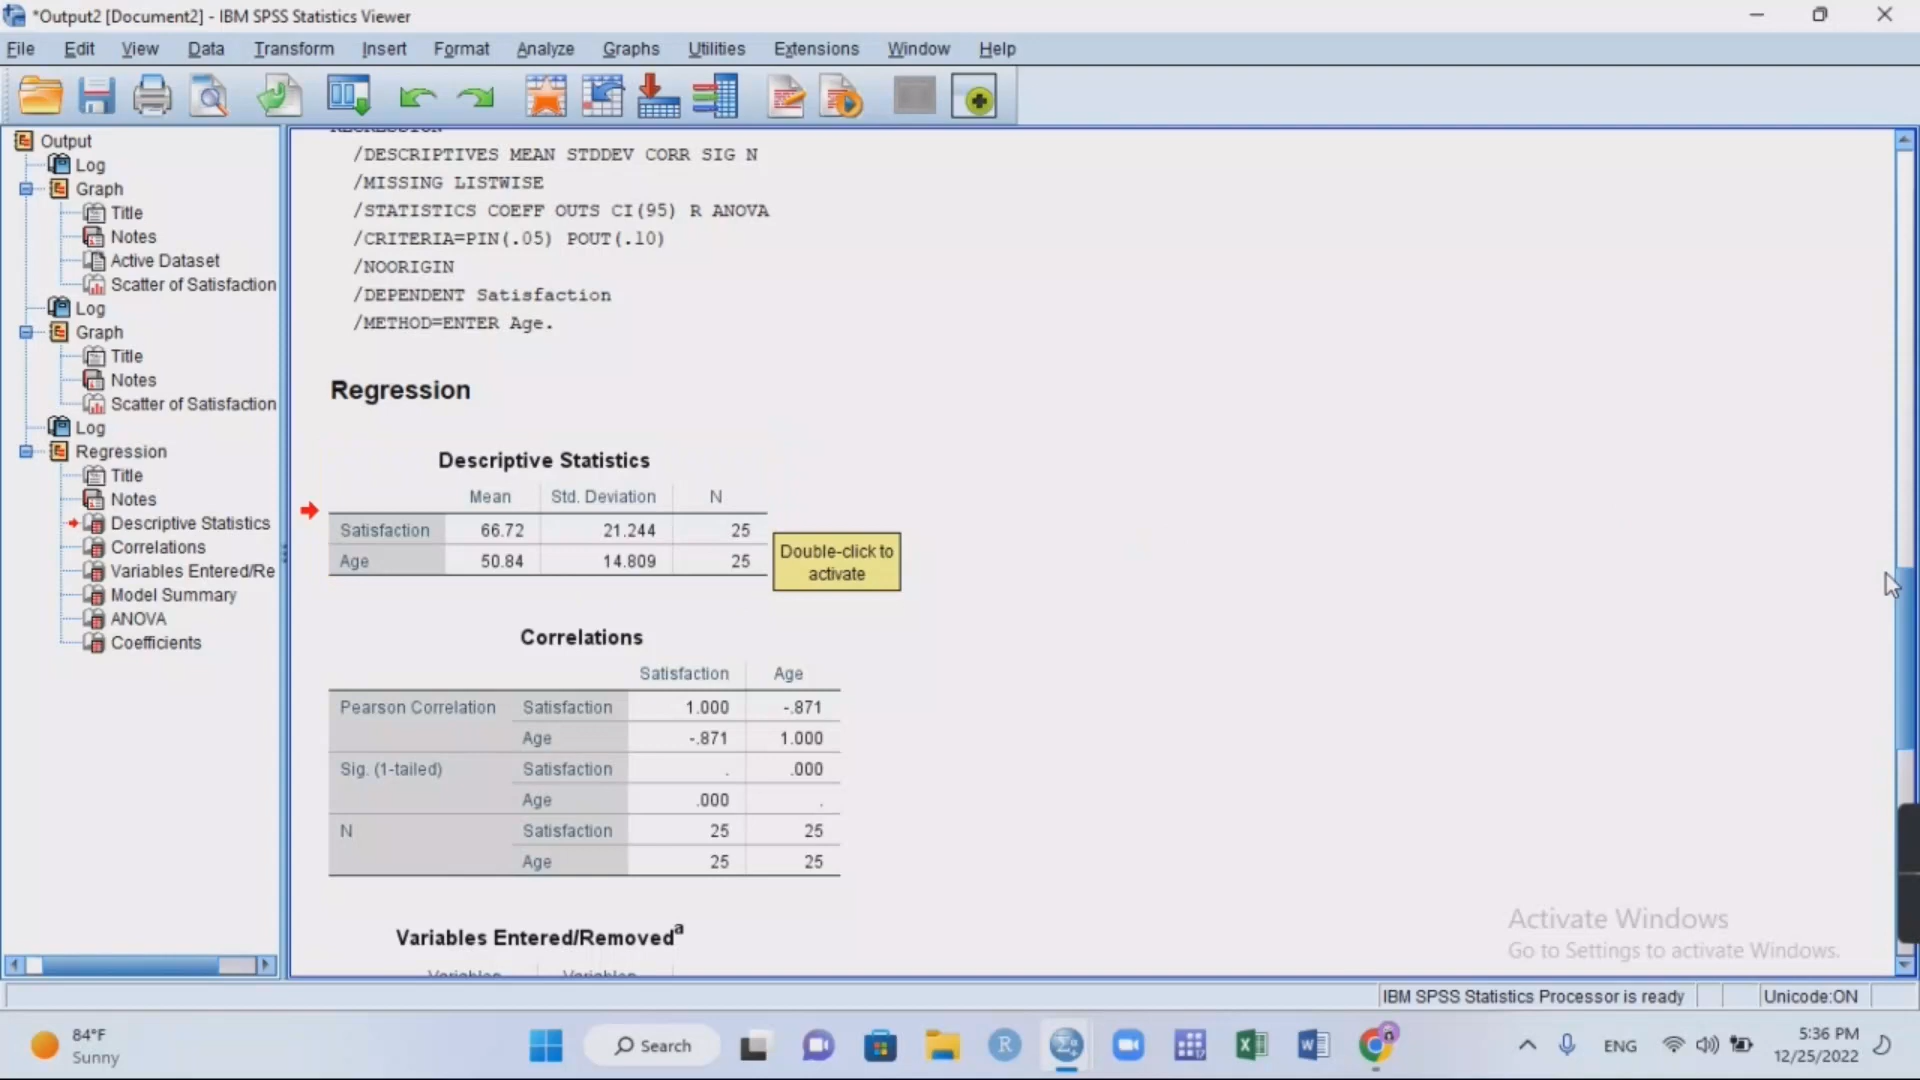 *Output2 [Document2] - IBM SPSS Statistics Viewer
File Edit View Data Transform Insert Format Analyze Graphs Utilities Extensions Window Help
Output
Log
Graph
Title
Notes
Active Dataset
Scatter of Satisfaction
Log
Graph
Title
Notes
Scatter of Satisfaction
Log
Regression
Title
Notes
Descriptive Statistics
Correlations
Variables Entered/Re
Model Summary
ANOVA
Coefficients
REGRESSION
/DESCRIPTIVES MEAN STDDEV CORR SIG N
/MISSING LISTWISE
/STATISTICS COEFF OUTS CI(95) R ANOVA
/CRITERIA=PIN(.05) POUT(.10)
/NOORIGIN
/DEPENDENT Satisfaction
/METHOD=ENTER Age.
Regression
Descriptive Statistics
Mean Std. Deviation N
Satisfaction 66.72 21.244 25
Age 50.84 14.809 25
Double-click to
activate
Correlations
Satisfaction Age
Pearson Correlation Satisfaction 1.000 -.871
Age -.871 1.000
Sig. (1-tailed) Satisfaction . .000
Age .000 .
N Satisfaction 25 25
Age 25 25
Variables Entered/Removedᵃ
Variables Variables
Activate Windows
Go to Settings to activate Windows.
IBM SPSS Statistics Processor is ready Unicode:ON
84°F
Sunny
Search
ENG
5:36 PM
12/25/2022